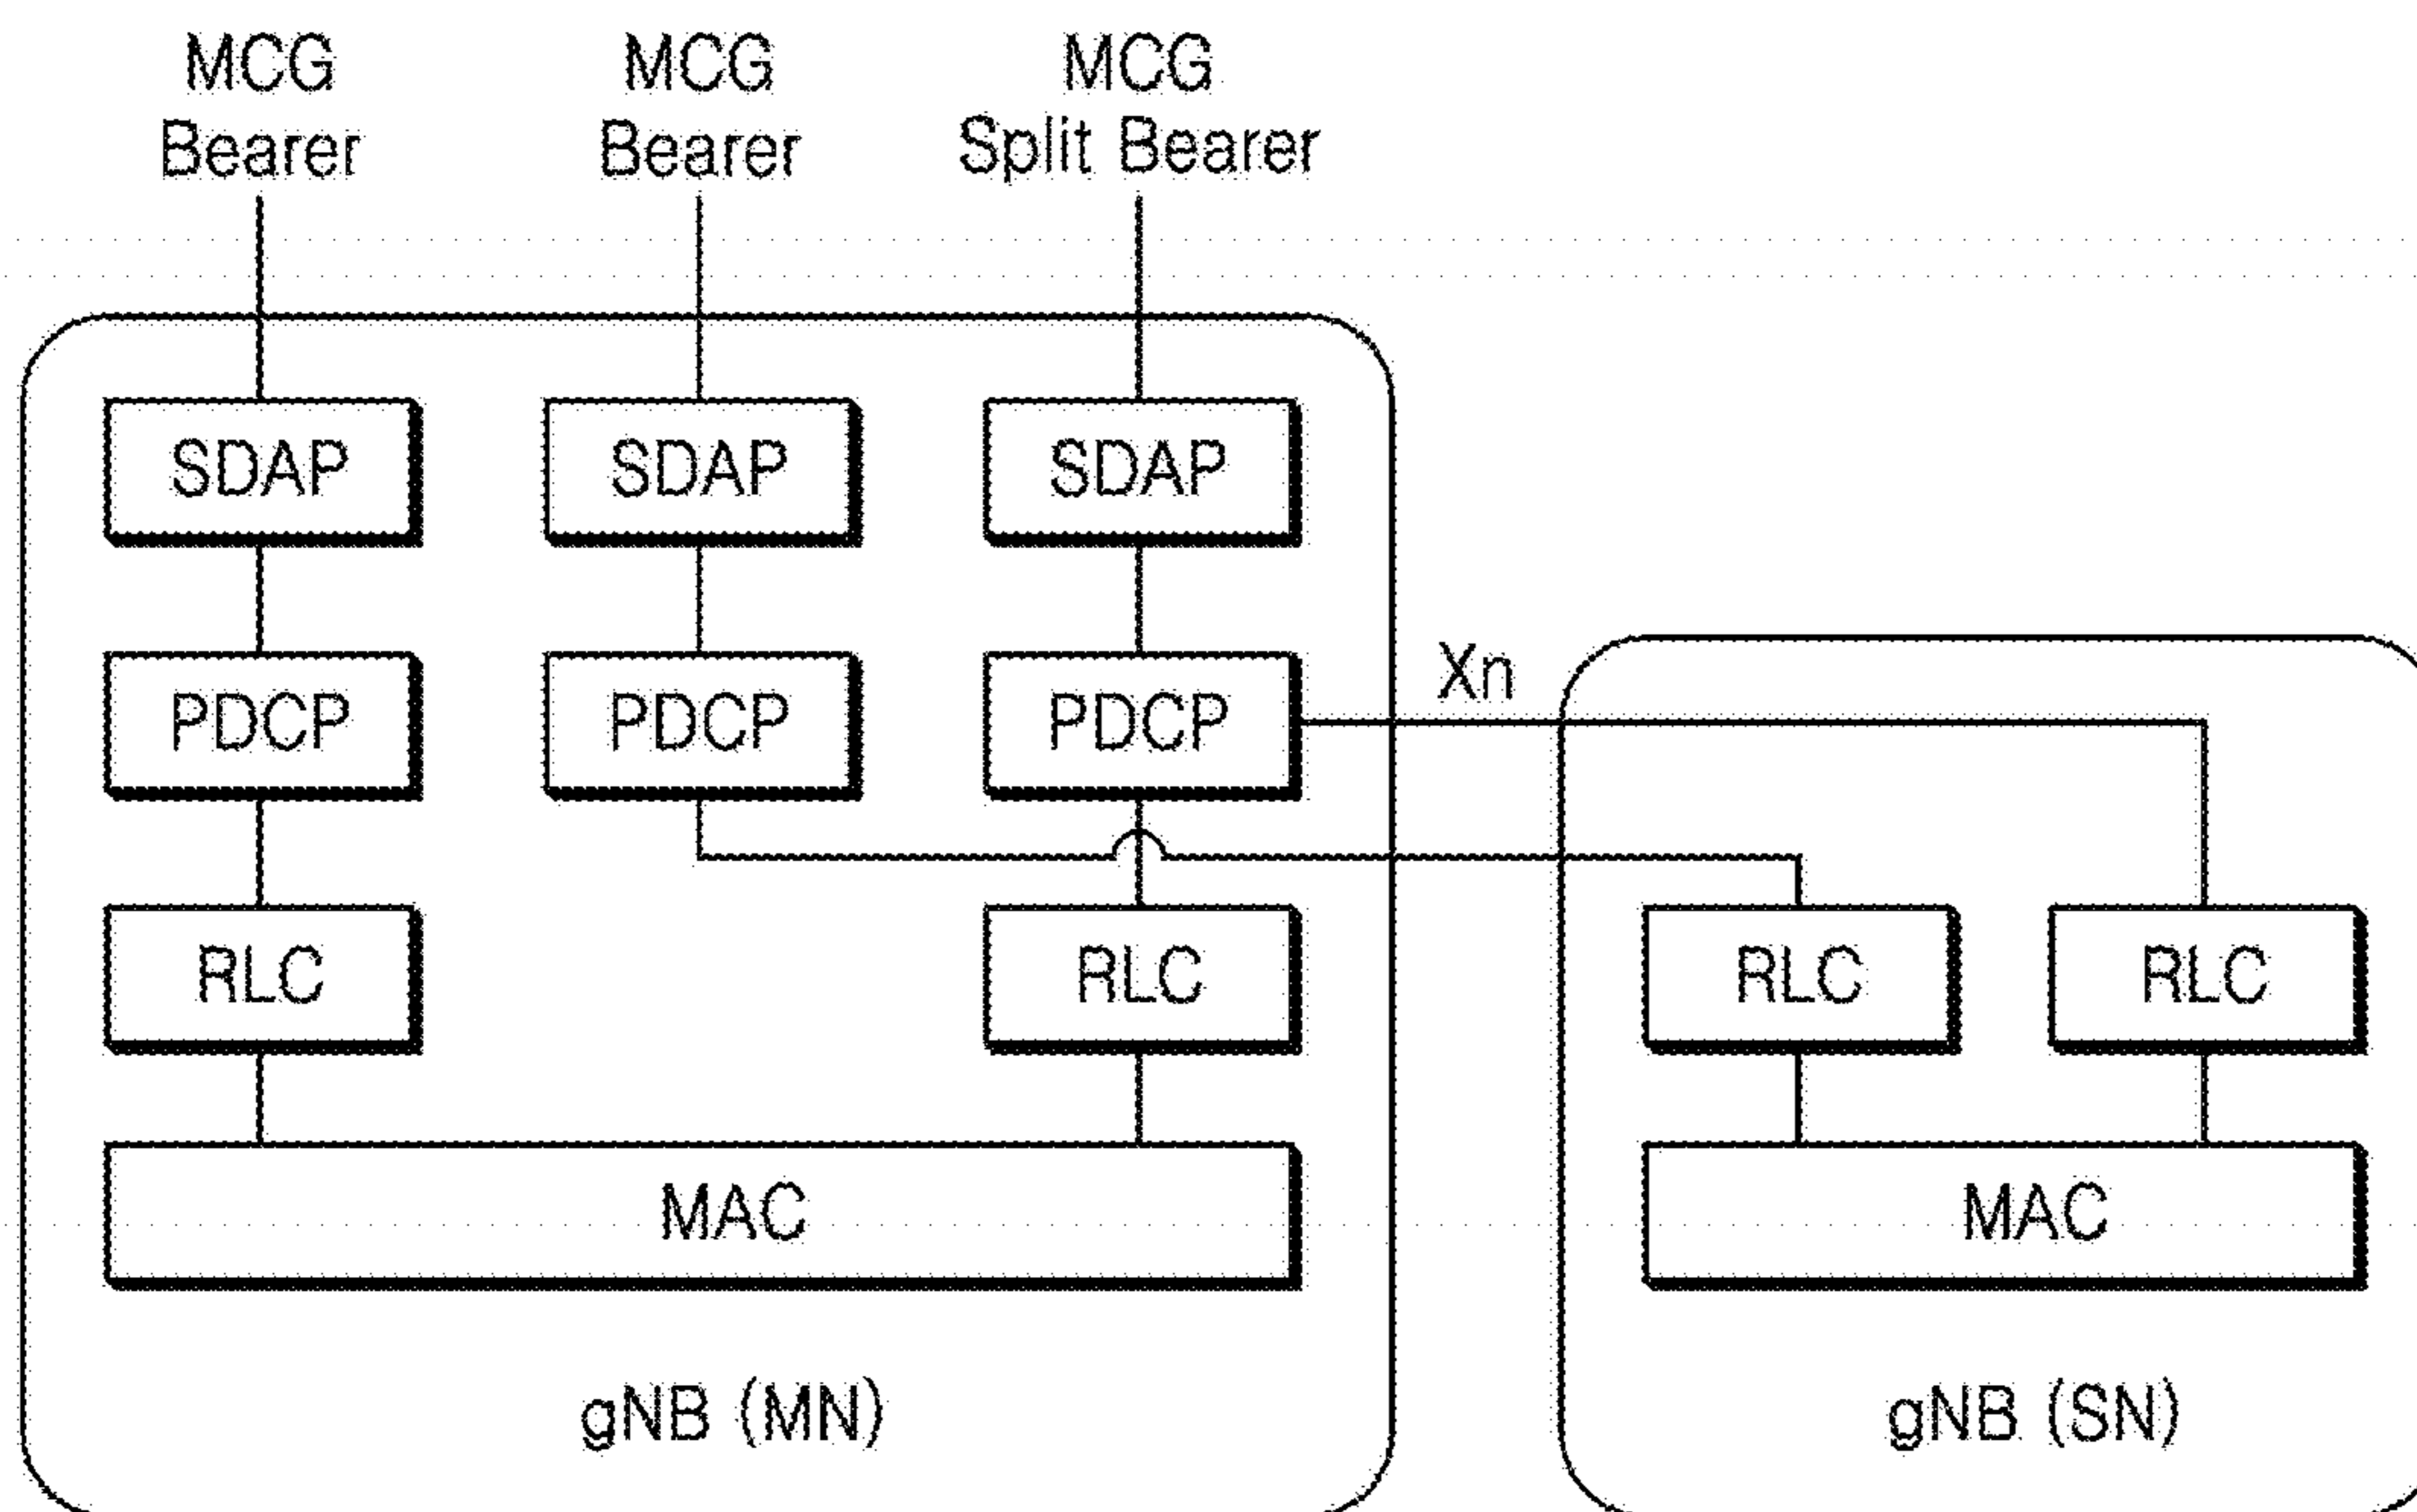 MCG
Bearer
MCG
Bearer
MCG
Split Bearer
SDAP
SDAP
SDAP
Xn
PDCP
PDCP
PDCP
RLC
RLC
RLC
RLC
MAC
MAC
gNB (MN)
gNB (SN)